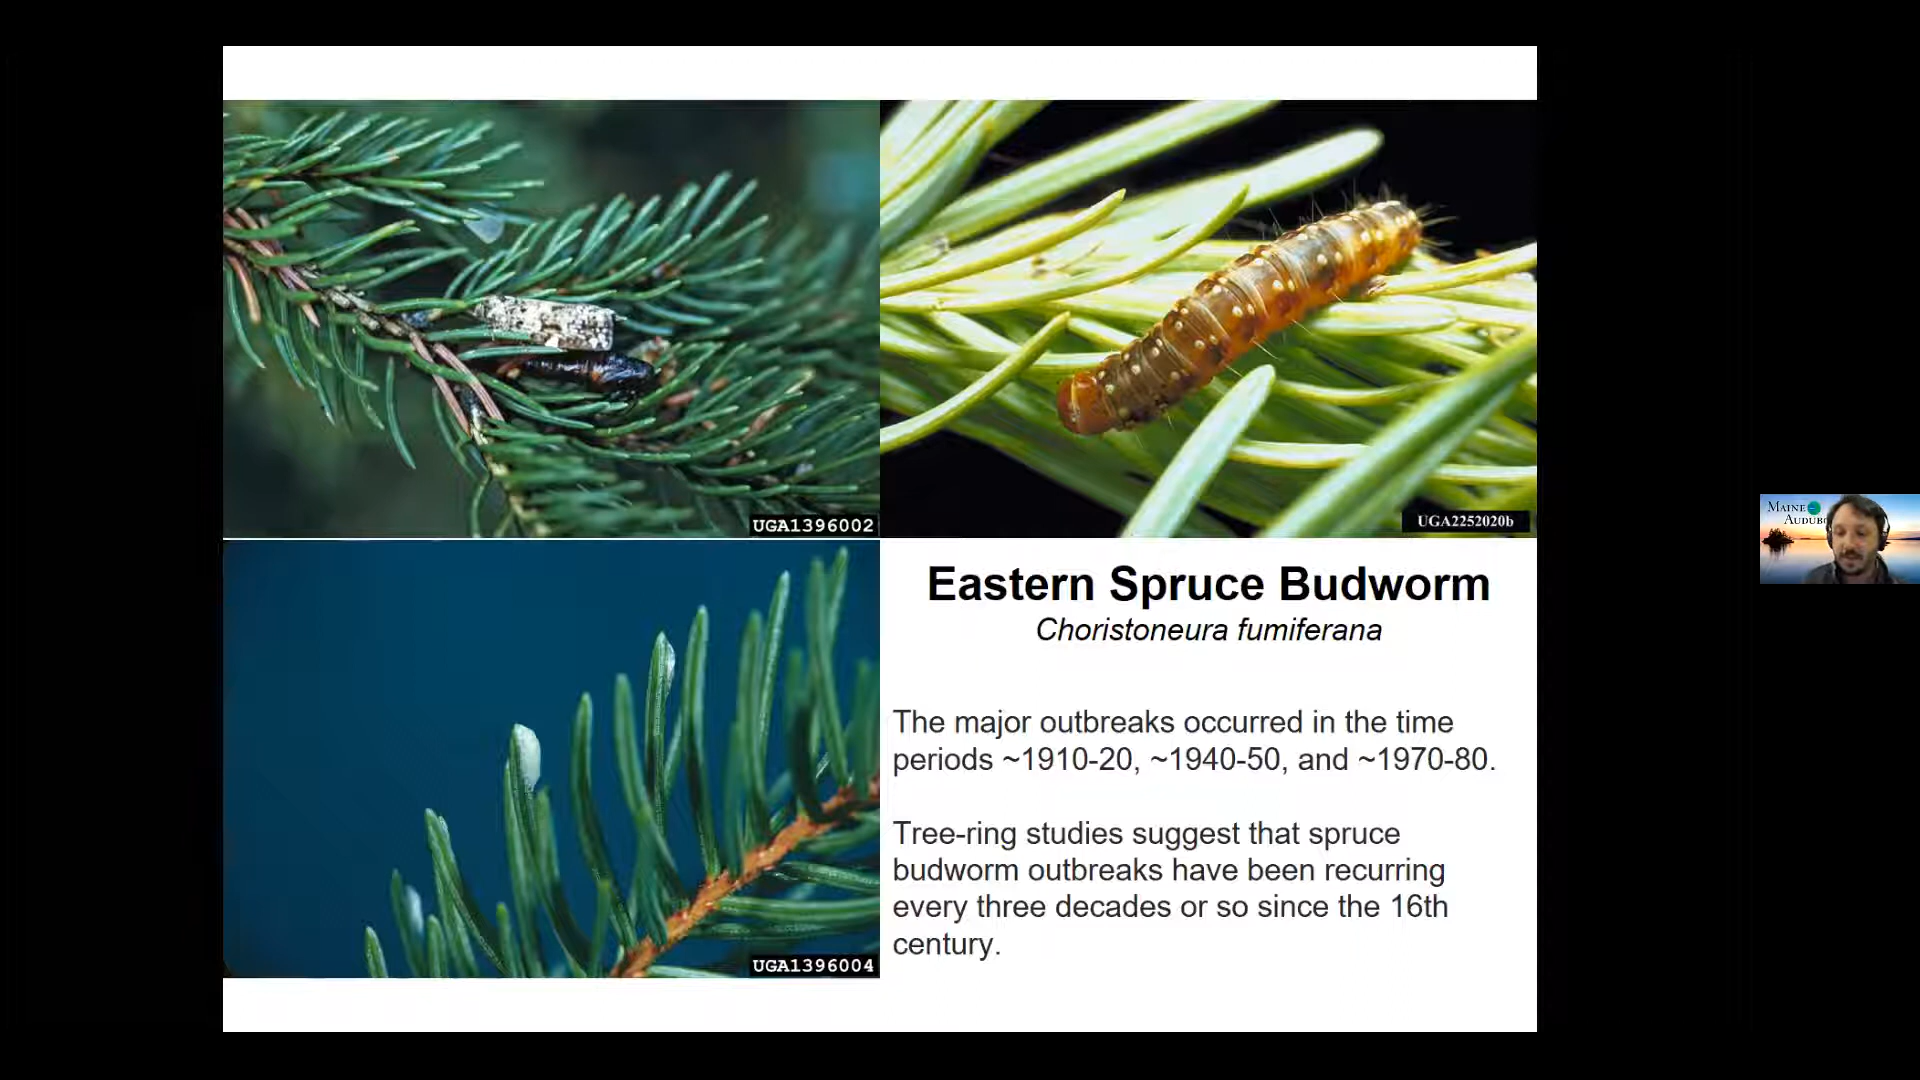 UGA1396002
UGA2252020b
UGA1396004
Eastern Spruce Budworm
Choristoneura fumiferana
The major outbreaks occurred in the time
periods ~1910-20, ~1940-50, and ~1970-80.
Tree-ring studies suggest that spruce
budworm outbreaks have been recurring
every three decades or so since the 16th
century.
MAINE